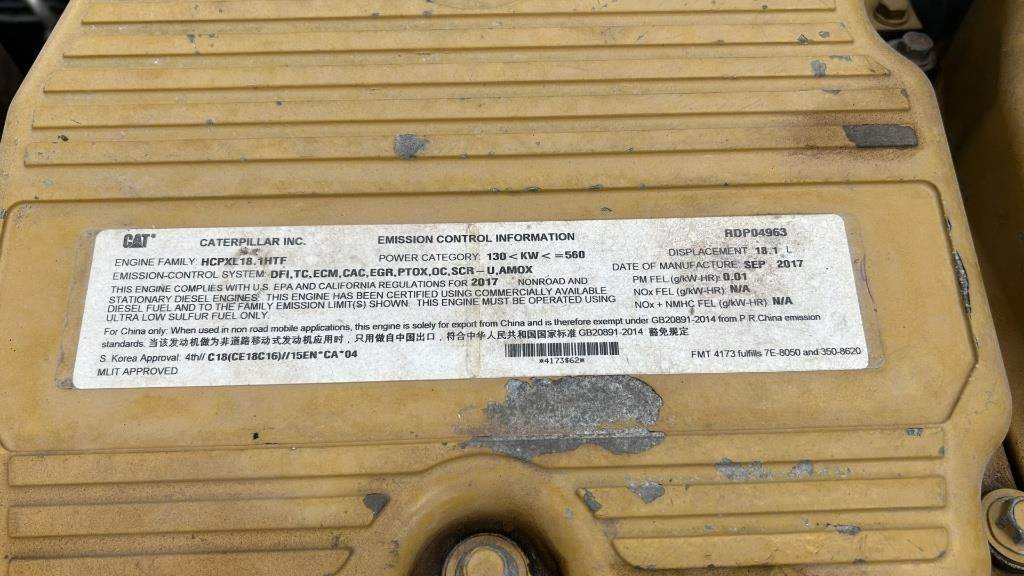 CAT® CATERPILLAR INC. EMISSION CONTROL INFORMATION RDP04963
ENGINE FAMILY: HCPXL18.1HTF POWER CATEGORY: 130<KW<=560 DISPLACEMENT: 18.1 L
EMISSION-CONTROL SYSTEM: DFI,TC,ECM,CAC,EGR,PTOX,OC,SCR-U,AMOX DATE OF MANUFACTURE: SEP 2017
THIS ENGINE COMPLIES WITH U.S. EPA AND CALIFORNIA REGULATIONS FOR 2017 NONROAD AND PM FEL (g/kW-HR): 0.01
STATIONARY DIESEL ENGINES. THIS ENGINE HAS BEEN CERTIFIED USING COMMERCIALLY AVAILABLE NOx FEL (g/kW-HR): N/A
DIESEL FUEL AND TO THE FAMILY EMISSION LIMIT(S) SHOWN. THIS ENGINE MUST BE OPERATED USING NOx + NMHC FEL (g/kW-HR): N/A
ULTRA LOW SULFUR FUEL ONLY.
For China only: When used in non road mobile applications, this engine is solely for export from China and is therefore exempt under GB20891-2014 from P R.China emission
standards. 当该发动机做为非道路移动式发动机应用时，只用做自中国出口，符合中华人民共和国国家标准 GB20891-2014 豁免规定
S. Korea Approval: 4th// C18(CE18C16)//15EN*CA*04
*4173$62* FMT 4173 fulfills 7E-8050 and 350-8620
MLIT APPROVED